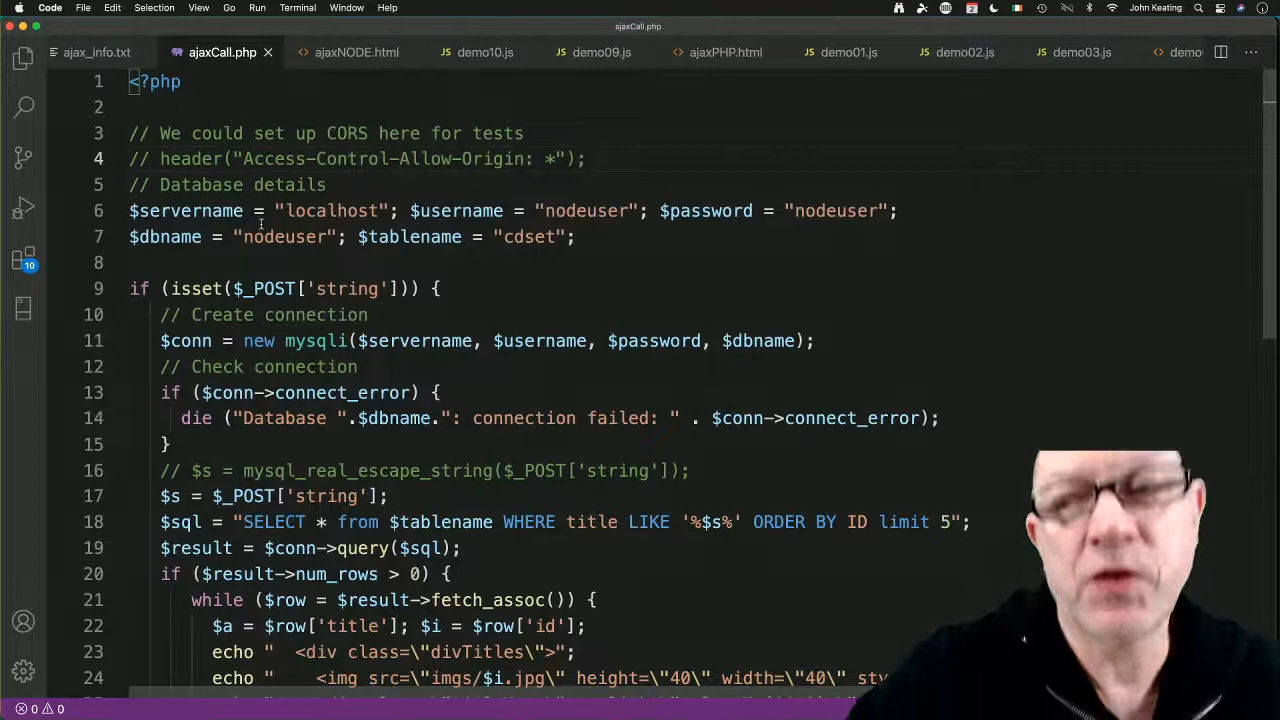 Code File Edit Selection View Go Run Terminal Window Help 2 John Keating
ajaxCall.php
ajax_info.txt ajaxCall.php ajaxNODE.html demo10.js demo09.js ajaxPHP.html demo01.js demo02.js demo03.js demo
1 <?php
2
3 // We could set up CORS here for tests
4 // header("Access-Control-Allow-Origin: *");
5 // Database details
6 $servername = "localhost"; $username = "nodeuser"; $password = "nodeuser";
7 $dbname = "nodeuser"; $tablename = "cdset";
8
9 if (isset($_POST['string'])) {
10 // Create connection
11 $conn = new mysqli($servername, $username, $password, $dbname);
12 // Check connection
13 if ($conn->connect_error) {
14 die ("Database ".$dbname.": connection failed: " . $conn->connect_error);
15 }
16 // $s = mysql_real_escape_string($_POST['string']);
17 $s = $_POST['string'];
18 $sql = "SELECT * from $tablename WHERE title LIKE '%$s%' ORDER BY ID limit 5";
19 $result = $conn->query($sql);
20 if ($result->num_rows > 0) {
21 while ($row = $result->fetch_assoc()) {
22 $a = $row['title']; $i = $row['id'];
23 echo " <div class=\"divTitles\">";
24 echo " <img src=\"imgs/$i.jpg\" height=\"40\" width=\"40\" sty
10
0 0